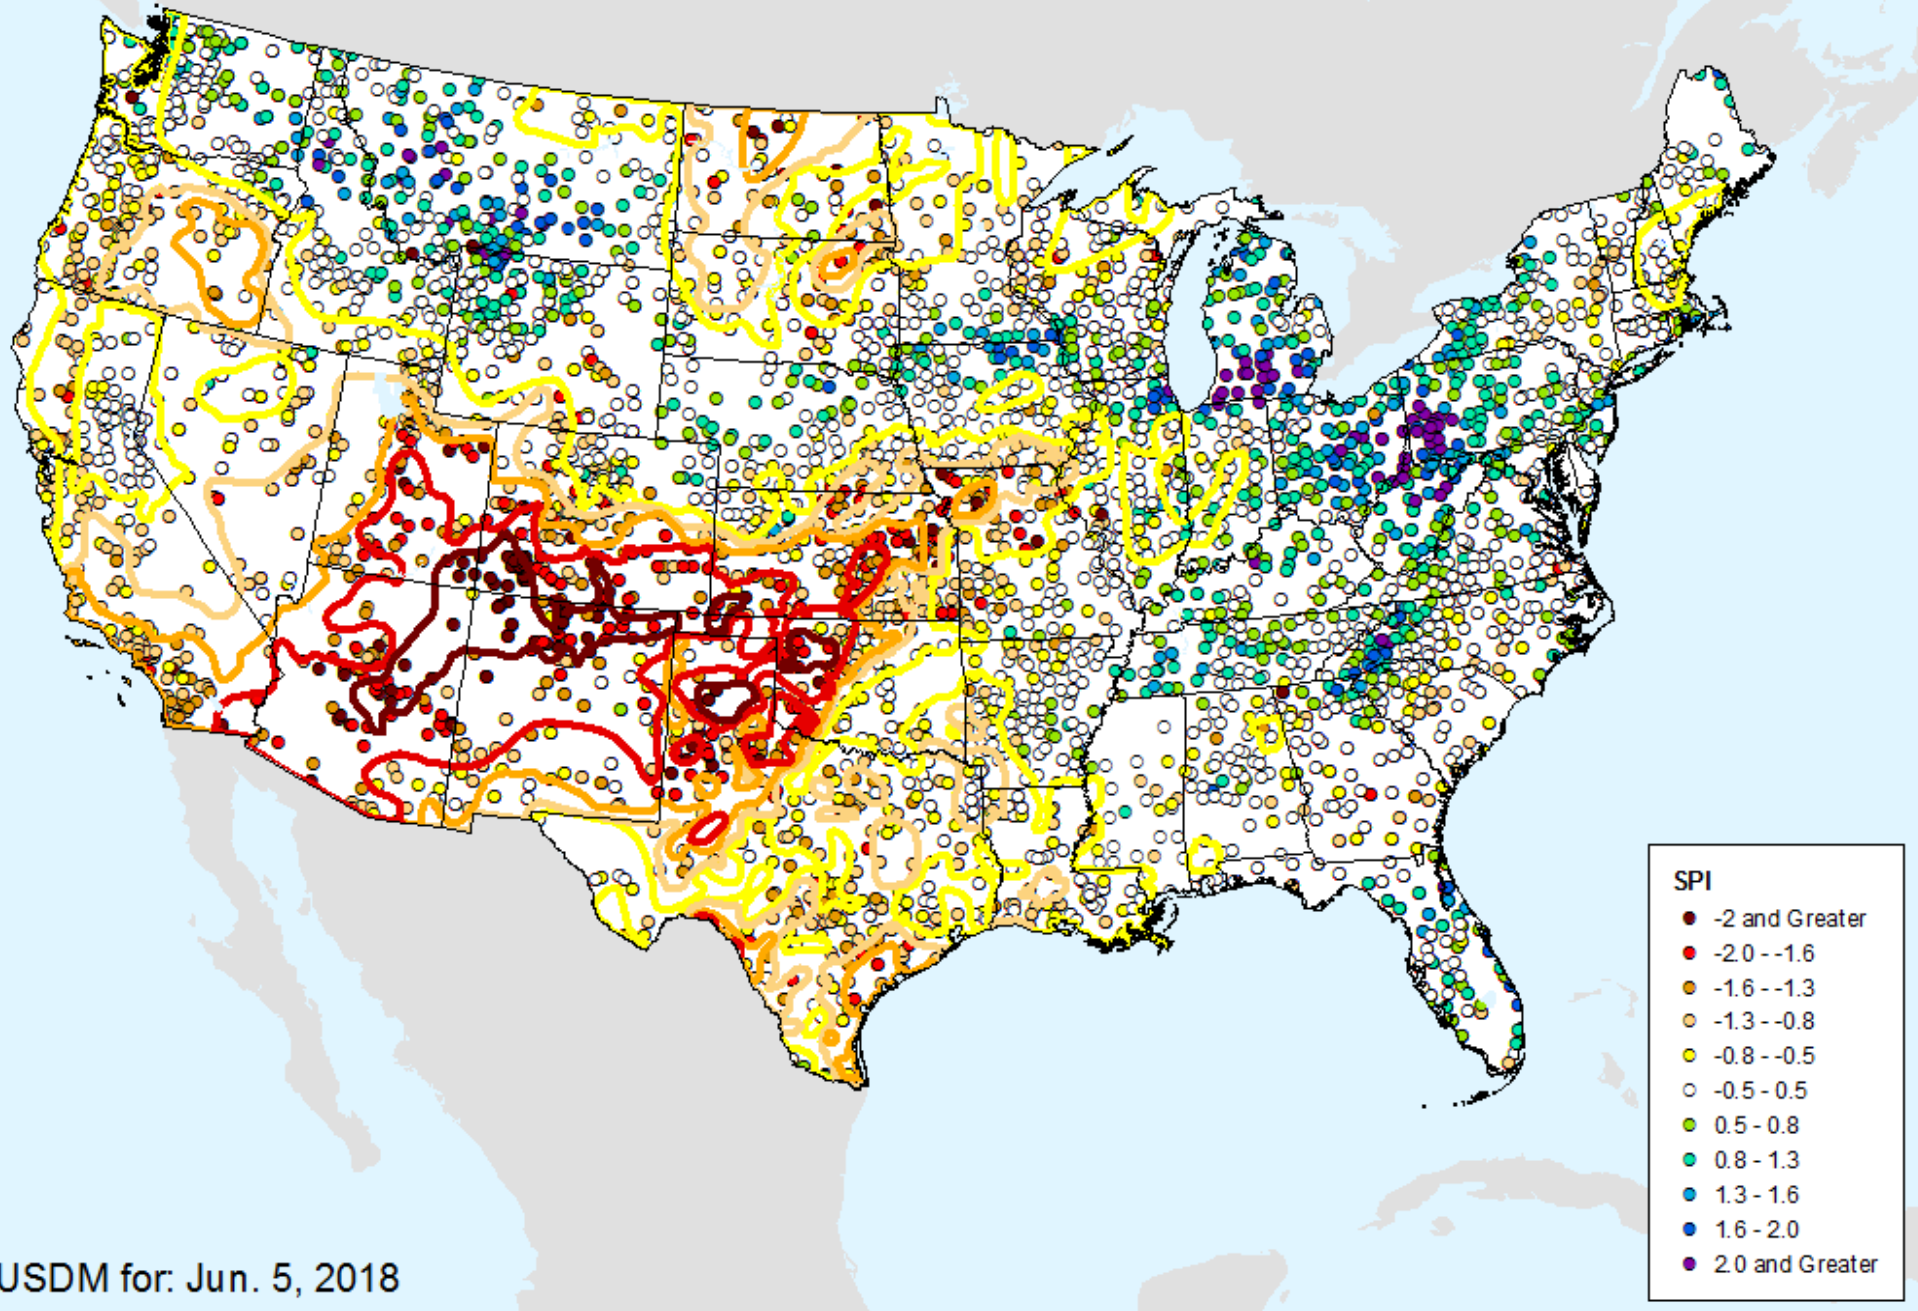 SPI
-2 and Greater
-2.0 - -1.6
-1.6 - -1.3
-1.3 - -0.8
-0.8 - -0.5
-0.5 - 0.5
0.5 - 0.8
0.8 - 1.3
1.3 - 1.6
1.6 - 2.0
2.0 and Greater
USDM for: Jun. 5, 2018